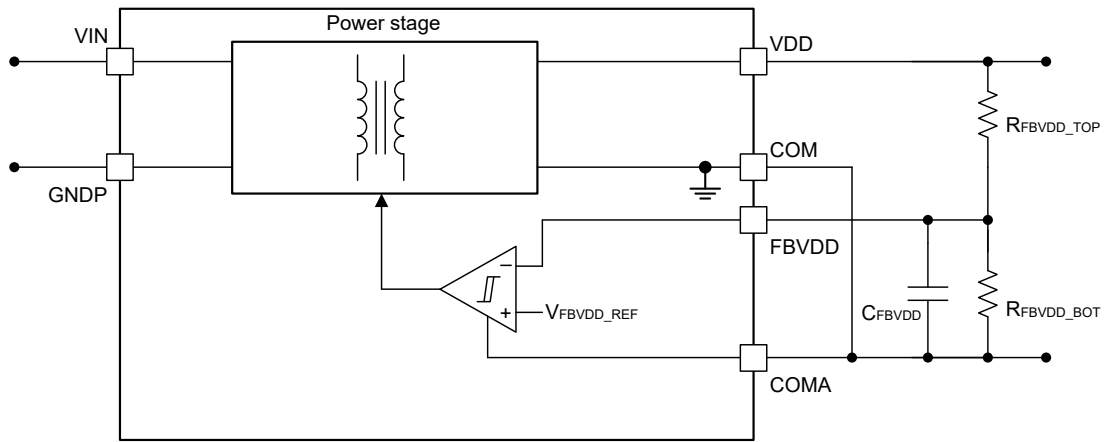 Power stage
VIN
VDD
RFBVDD_TOP
COM
GNDP
FBVDD
−
+
VFBVDD_REF
CFBVDD
RFBVDD_BOT
COMA